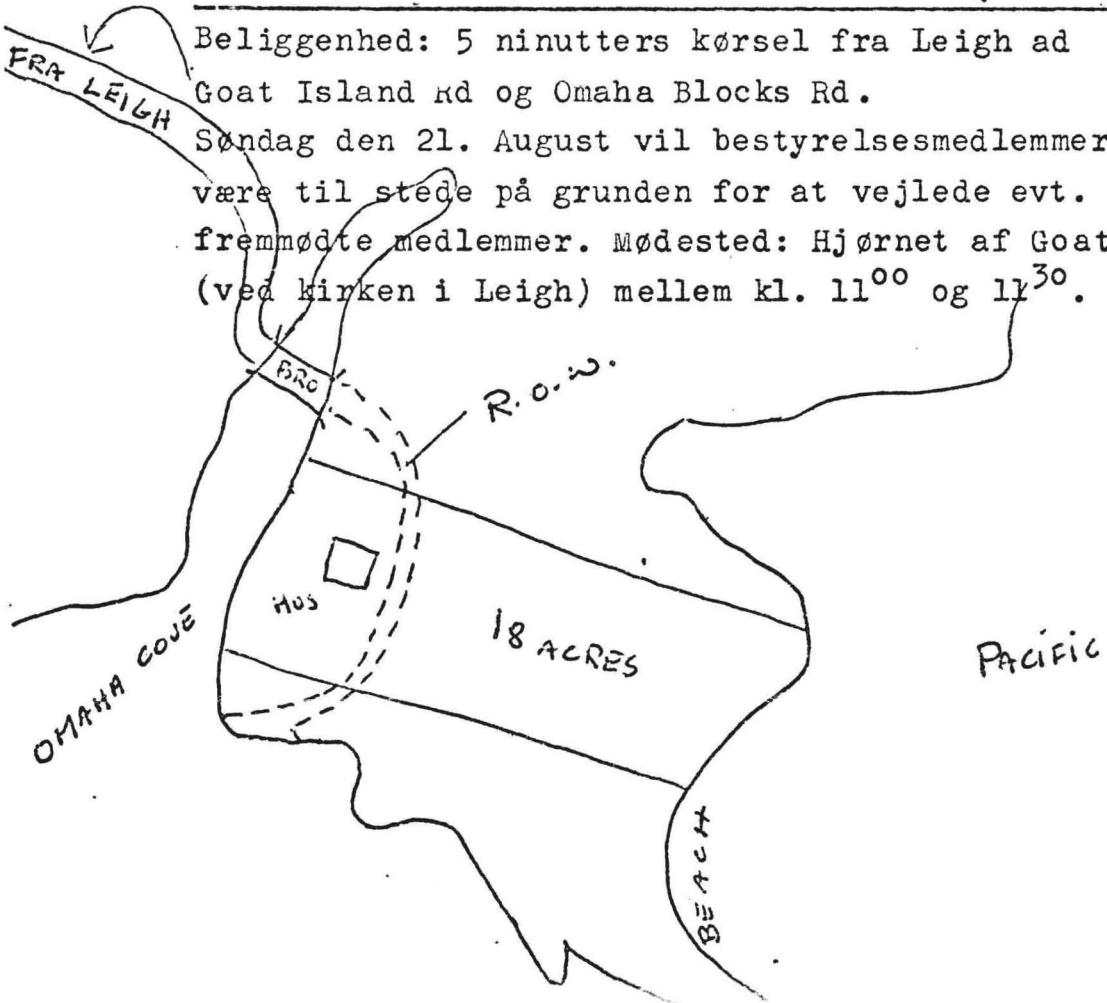 Beliggenhed: 5 ninutters kørsel fra Leigh ad
Goat Island Rd og Omaha Blocks Rd.
Søndag den 21. August vil bestyrelsesmedlemmer
være til stede på grunden for at vejlede evt.
fremmødte medlemmer. Mødested: Hjørnet af Goat
(ved kirken i Leigh) mellem kl. 11⁰⁰ og 11³⁰.
FRA LEIGH
BRO
R.O.W.
HUS
18 ACRES
OMAHA COVE
PACIFIC
BEACH